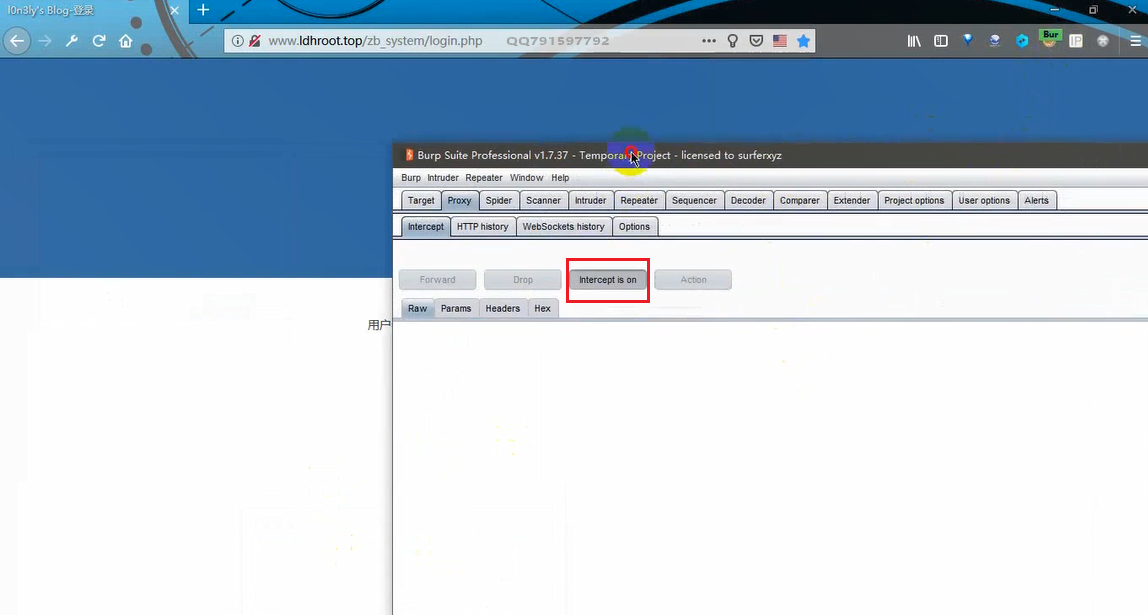 l0n3ly's Blog-登录
www.ldhroot.top/zb_system/login.php QQ791597792
Bur
IP
Burp Suite Professional v1.7.37 - Temporary Project - licensed to surferxyz
Burp Intruder Repeater Window Help
Target Proxy Spider Scanner Intruder Repeater Sequencer Decoder Comparer Extender Project options User options Alerts
Intercept HTTP history WebSockets history Options
Forward Drop Intercept is on Action
Raw Params Headers Hex
用户